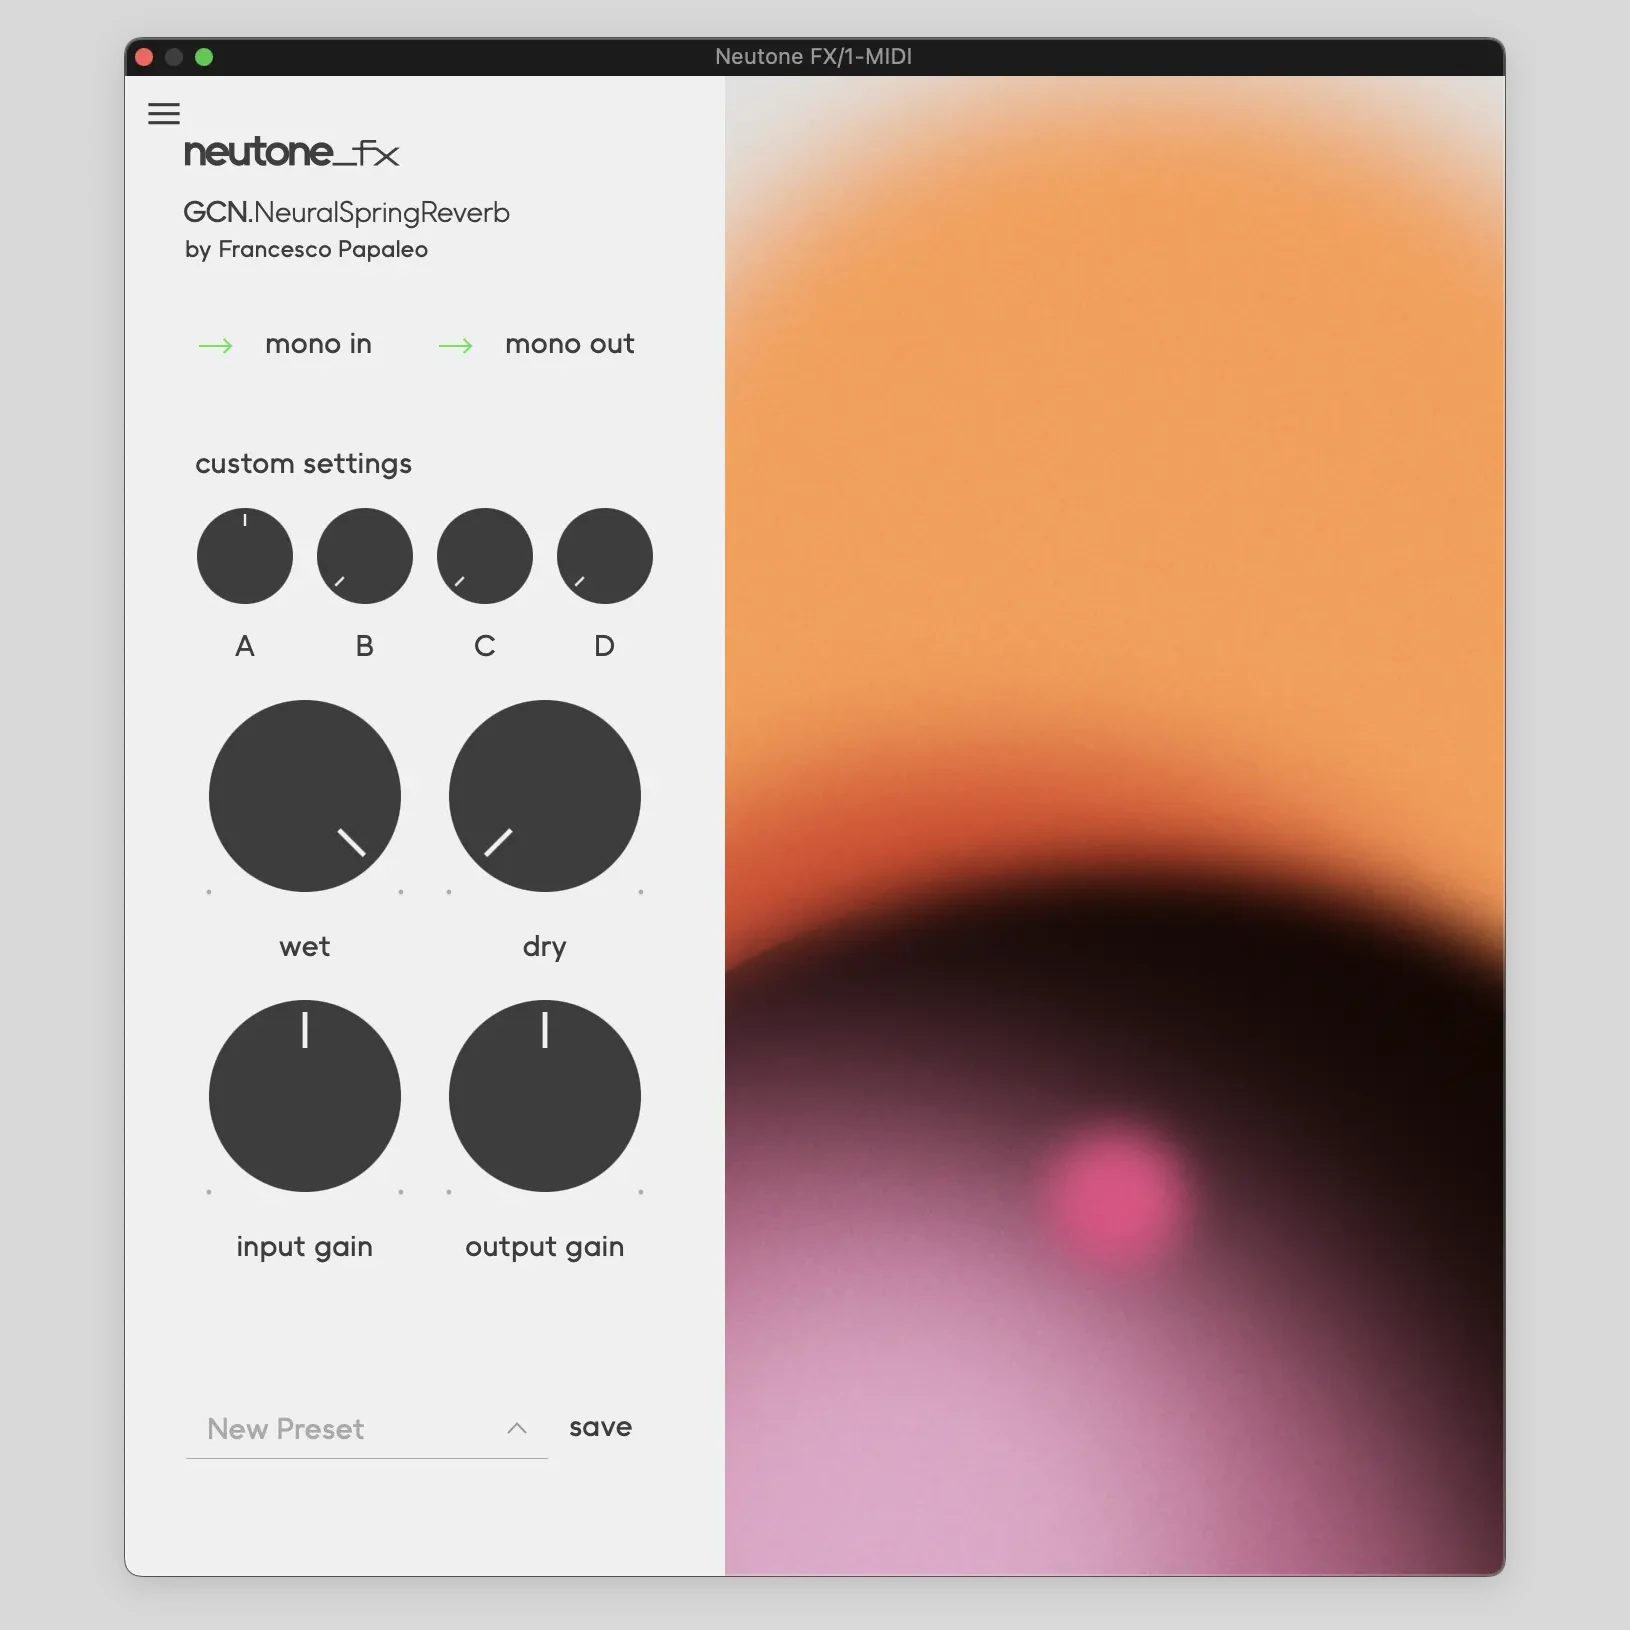 Neutone FX/1-MIDI
neutone_fx
GCN.NeuralSpringReverb
by Francesco Papaleo
mono in mono out
custom settings
A B C D
wet dry
input gain output gain
New Preset save